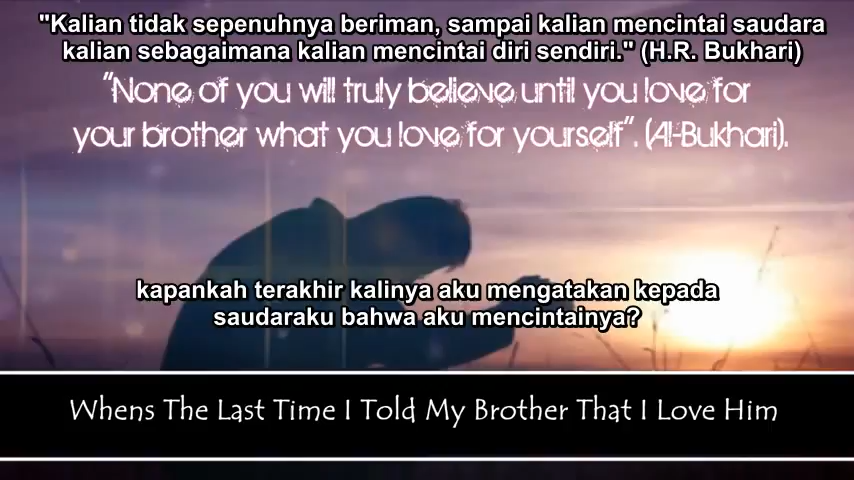 "Kalian tidak sepenuhnya beriman, sampai kalian mencintai saudara
kalian sebagaimana kalian mencintai diri sendiri." (H.R. Bukhari)
"None of you will truly believe until you love for
your brother what you love for yourself". (Al-Bukhari).
kapankah terakhir kalinya aku mengatakan kepada
saudaraku bahwa aku mencintainya?
Whens The Last Time I Told My Brother That I Love Him